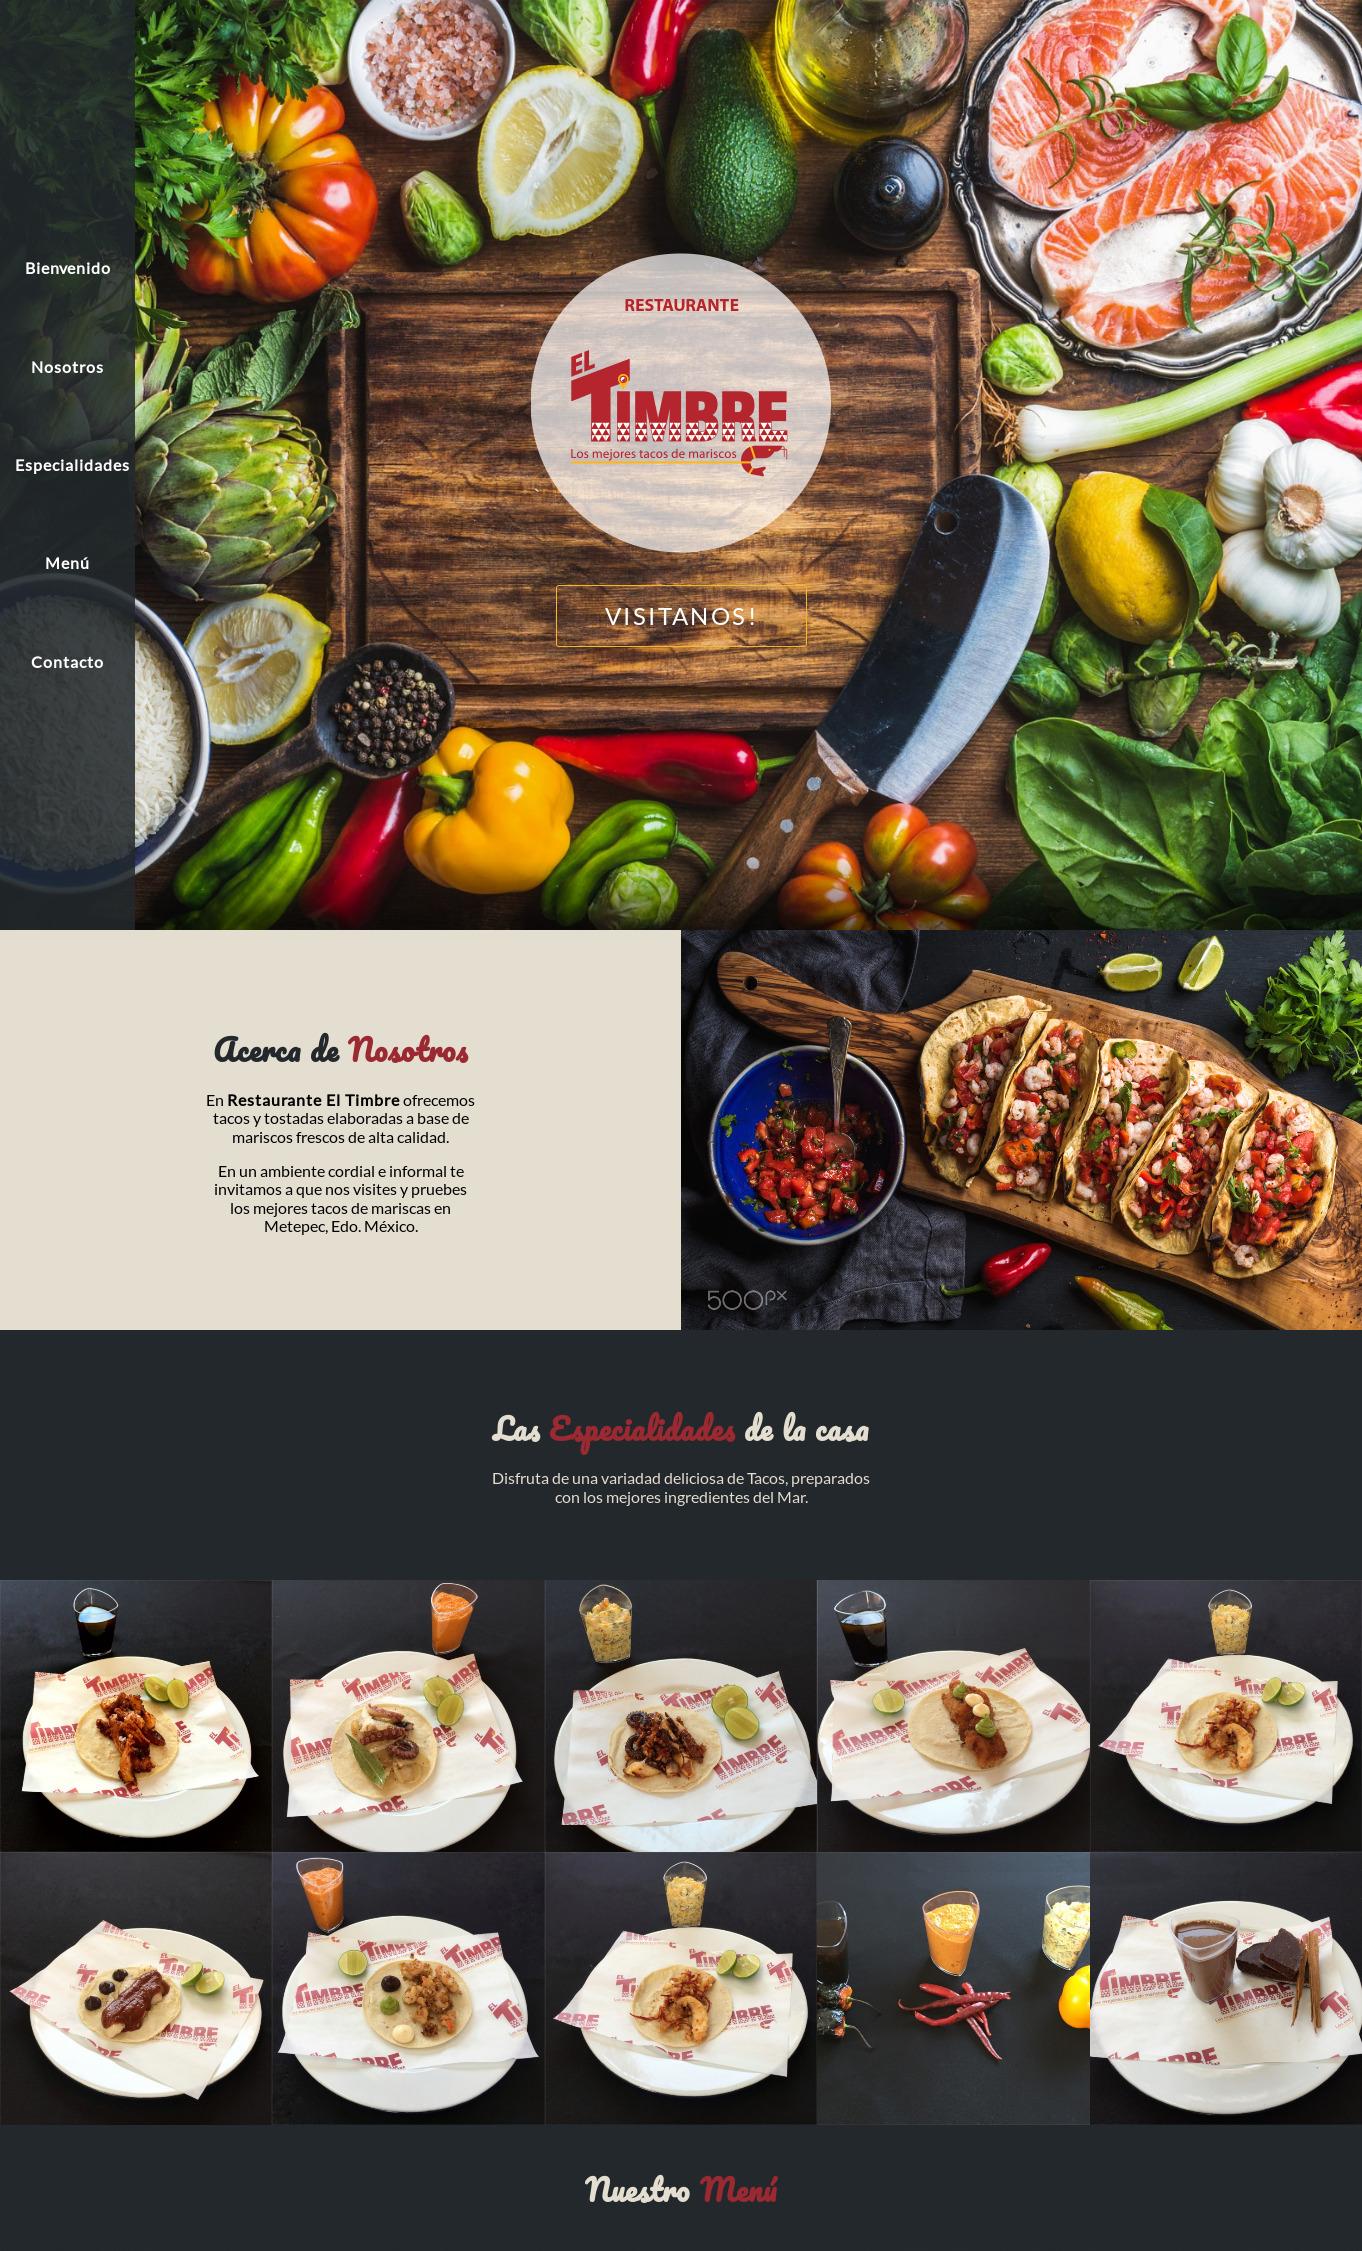 Bienvenido
Nosotros
Especialidades
Menú
Contacto
RESTAURANTE
EL
TIMBRE
Los mejores tacos de mariscos
VISITANOS!
Acerca de Nosotros
En Restaurante El Timbre ofrecemos
tacos y tostadas elaboradas a base de
mariscos frescos de alta calidad.
En un ambiente cordial e informal te
invitamos a que nos visites y pruebes
los mejores tacos de mariscas en
Metepec, Edo. México.
500px
Las Especialidades de la casa
Disfruta de una variadad deliciosa de Tacos, preparados
con los mejores ingredientes del Mar.
Nuestro Menú